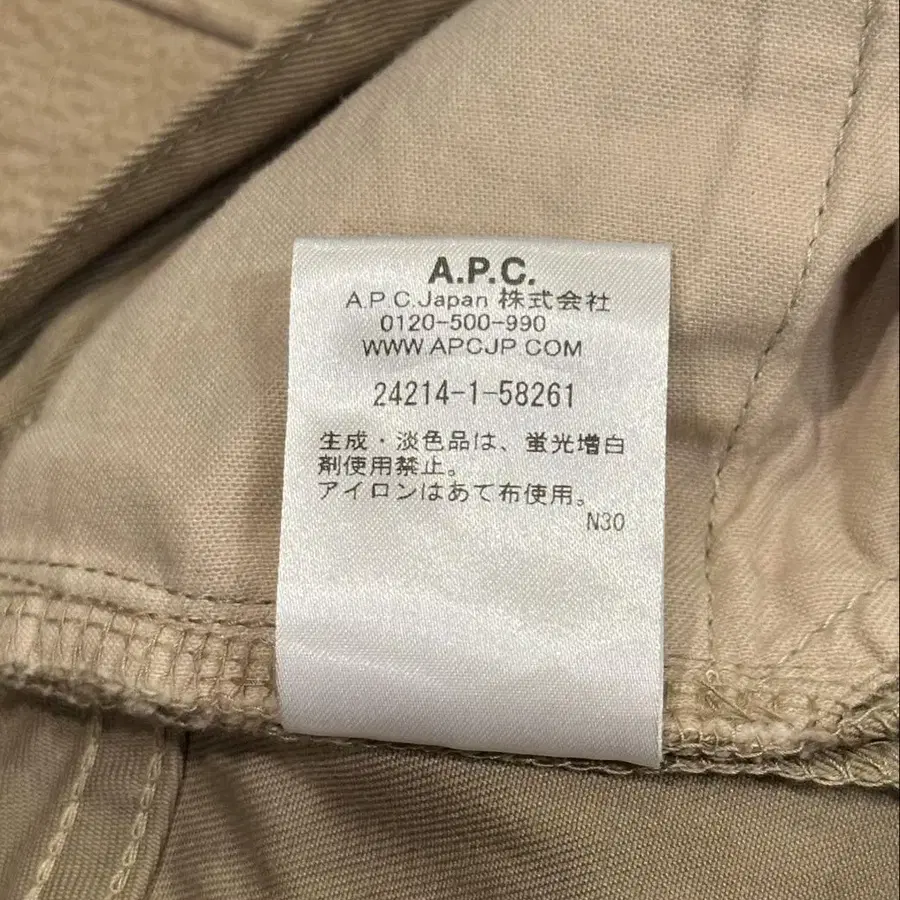 A.P.C.
A.P.C.Japan 株式会社
0120-500-990
WWW.APCJP.COM
24214-1-58261
生成・淡色品は、蛍光増白
剤使用禁止。
アイロンはあて布使用。
N30